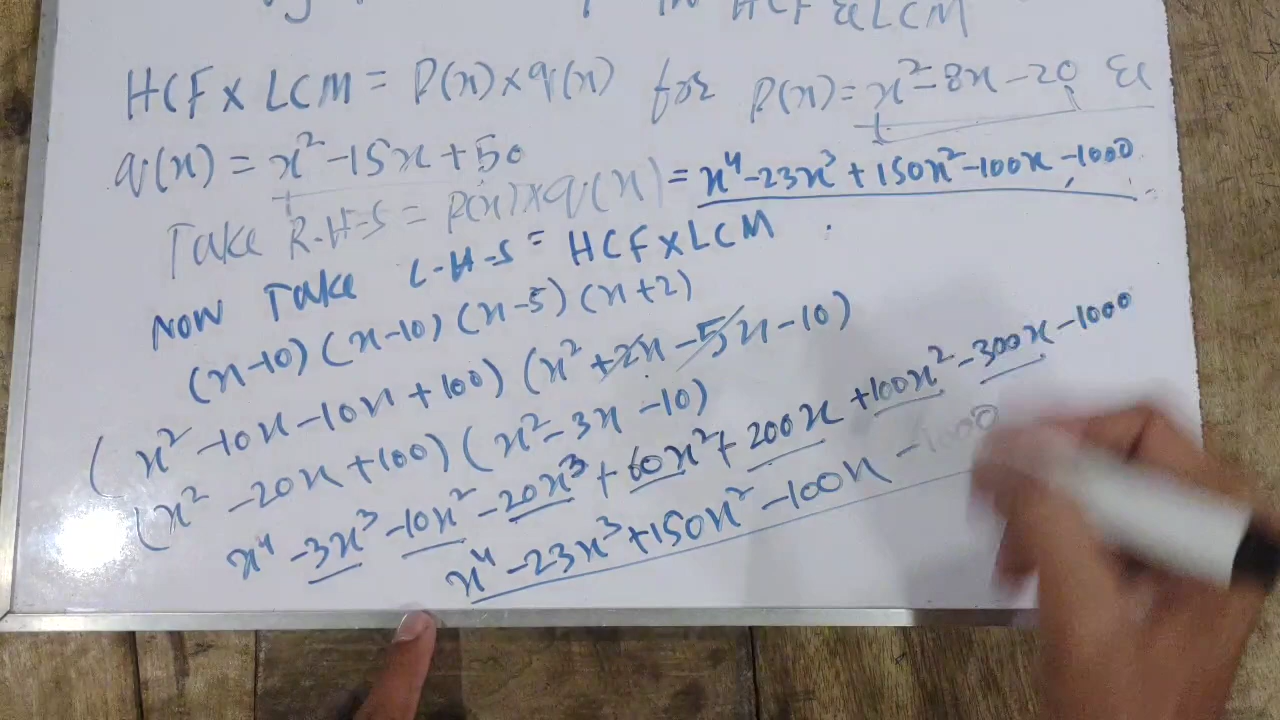 in HCF & LCM
HCF x LCM = P(x) x q(x) for P(x) = x²-8x-20 &
q(x) = x²-15x+50
Take R.H-S = P(x) x q(x) = x⁴-23x³+150x²-100x-1000
NOW Take L-H-S = HCF x LCM
(x-10) (x-10) (x-5) (x+2)
(x²-10x-10x+100) (x²+2x-5x-10)
(x²-20x+100) (x²-3x-10)
x⁴-3x³-10x²-20x³+60x²+200x+100x²-300x-1000
x⁴-23x³+150x²-100x-1000